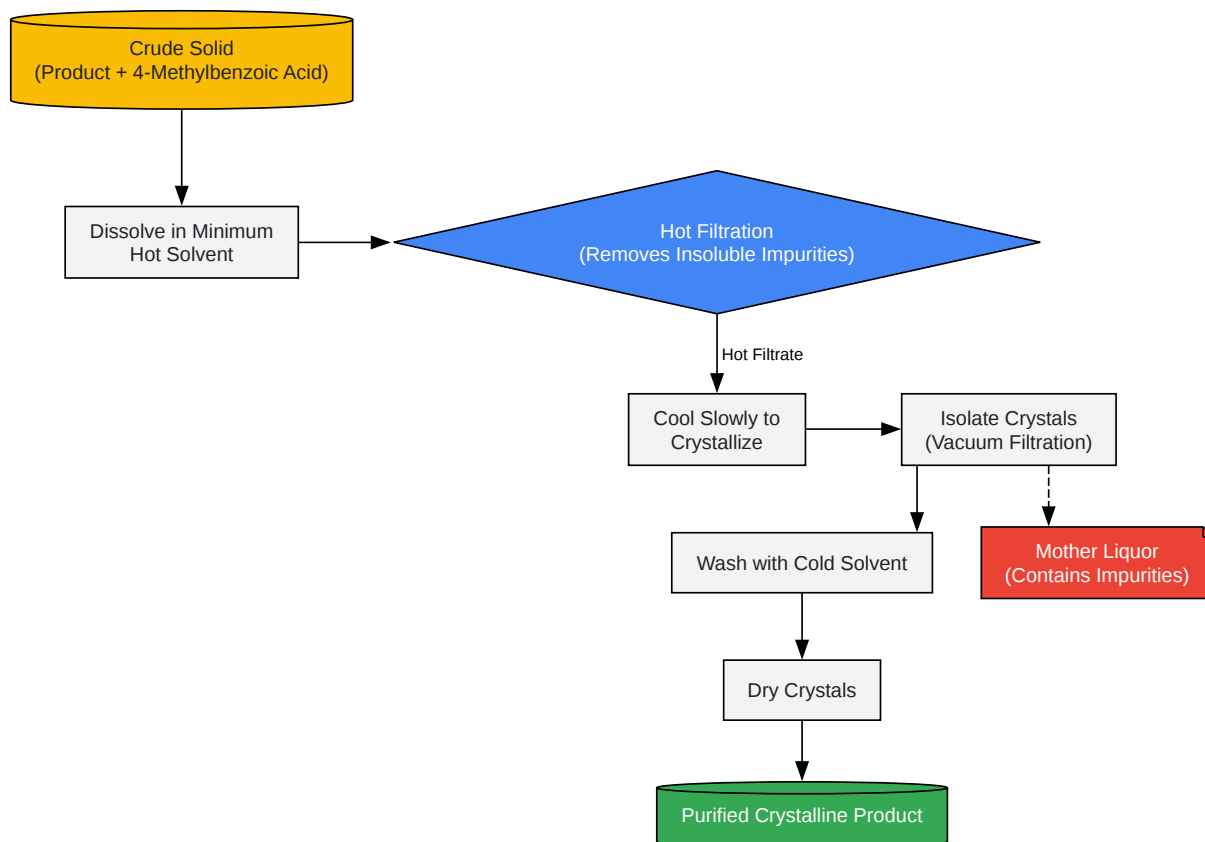 Crude Solid
(Product + 4-Methylbenzoic Acid)
Dissolve in Minimum
Hot Solvent
Hot Filtration
(Removes Insoluble Impurities)
Hot Filtrate
Cool Slowly to
Crystallize
Isolate Crystals
(Vacuum Filtration)
Wash with Cold Solvent
Mother Liquor
(Contains Impurities)
Dry Crystals
Purified Crystalline Product